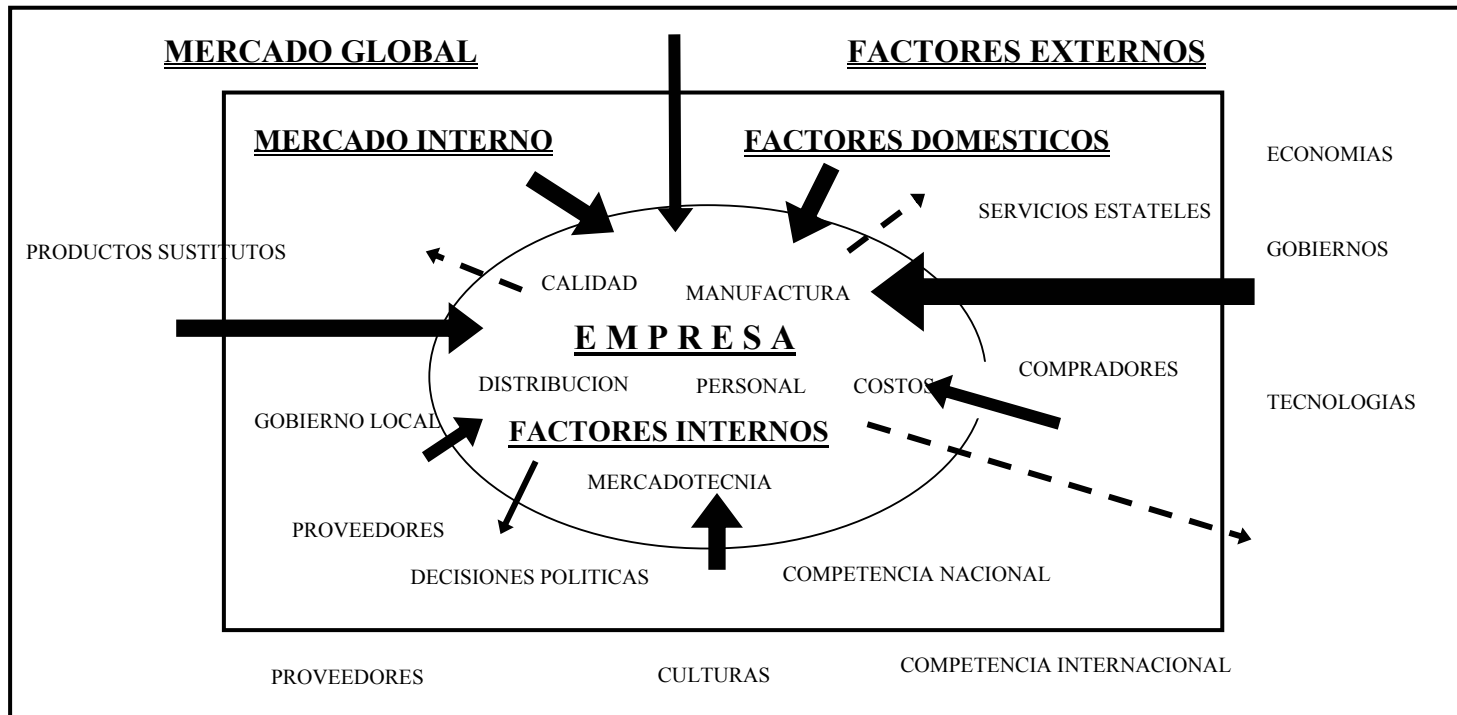 MERCADO GLOBAL
FACTORES EXTERNOS
MERCADO INTERNO
FACTORES DOMESTICOS
ECONOMIAS
SERVICIOS ESTATELES
PRODUCTOS SUSTITUTOS
GOBIERNOS
CALIDAD
MANUFACTURA
E M P R E S A
DISTRIBUCION
PERSONAL
COSTOS
COMPRADORES
TECNOLOGIAS
GOBIERNO LOCAL
FACTORES INTERNOS
MERCADOTECNIA
PROVEEDORES
DECISIONES POLITICAS
COMPETENCIA NACIONAL
PROVEEDORES
CULTURAS
COMPETENCIA INTERNACIONAL